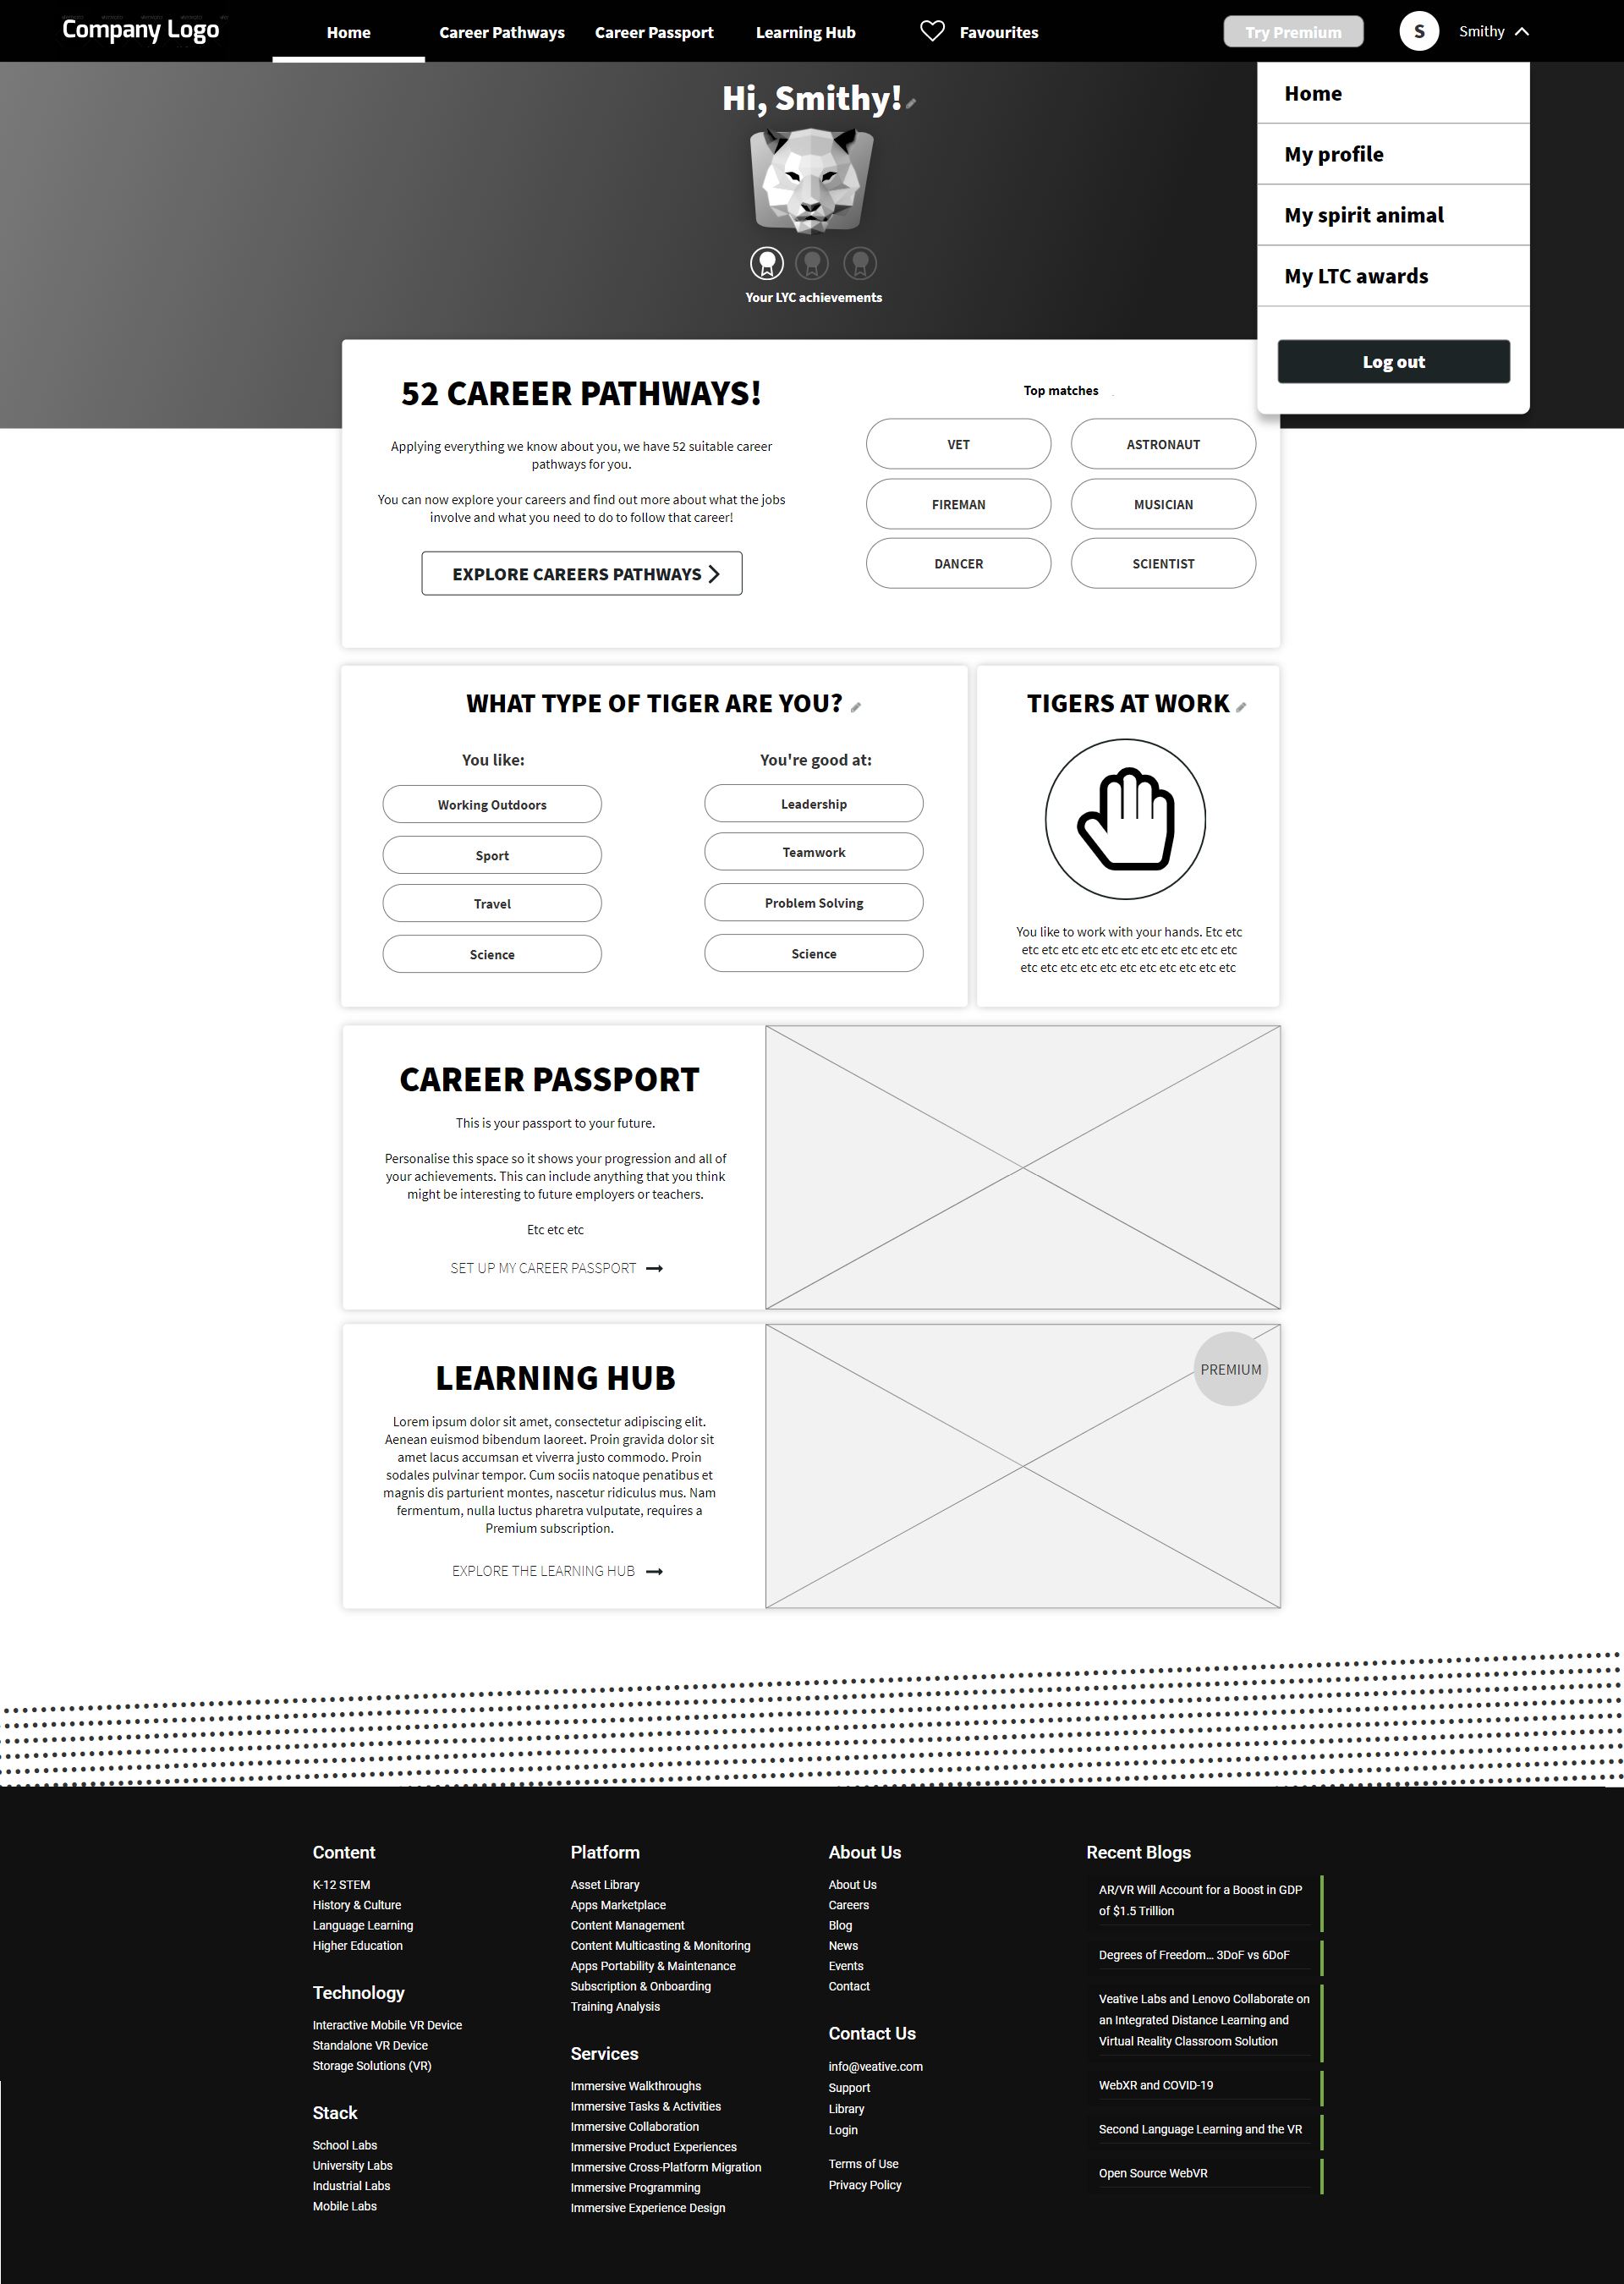 Company Logo
Home
Career Pathways
Career Passport
Learning Hub
Favourites
Try Premium
S
Smithy
Hi, Smithy!
Your LYC achievements
Home
My profile
My spirit animal
My LTC awards
Log out
52 CAREER PATHWAYS!
Applying everything we know about you, we have 52 suitable career
pathways for you.
You can now explore your careers and find out more about what the jobs
involve and what you need to do to follow that career!
EXPLORE CAREERS PATHWAYS
Top matches
VET
ASTRONAUT
FIREMAN
MUSICIAN
DANCER
SCIENTIST
WHAT TYPE OF TIGER ARE YOU?
You like:
Working Outdoors
Sport
Travel
Science
You're good at:
Leadership
Teamwork
Problem Solving
Science
TIGERS AT WORK
You like to work with your hands. Etc etc
etc etc etc etc etc etc etc etc etc etc etc
etc etc etc etc etc etc etc etc etc etc etc
CAREER PASSPORT
This is your passport to your future.
Personalise this space so it shows your progression and all of
your achievements. This can include anything that you think
might be interesting to future employers or teachers.
Etc etc etc
SET UP MY CAREER PASSPORT
LEARNING HUB
Lorem ipsum dolor sit amet, consectetur adipiscing elit.
Aenean euismod bibendum laoreet. Proin gravida dolor sit
amet lacus accumsan et viverra justo commodo. Proin
sodales pulvinar tempor. Cum sociis natoque penatibus et
magnis dis parturient montes, nascetur ridiculus mus. Nam
fermentum, nulla luctus pharetra vulputate, requires a
Premium subscription.
EXPLORE THE LEARNING HUB
PREMIUM
Content
K-12 STEM
History & Culture
Language Learning
Higher Education
Technology
Interactive Mobile VR Device
Standalone VR Device
Storage Solutions (VR)
Stack
School Labs
University Labs
Industrial Labs
Mobile Labs
Platform
Asset Library
Apps Marketplace
Content Management
Content Multicasting & Monitoring
Apps Portability & Maintenance
Subscription & Onboarding
Training Analysis
Services
Immersive Walkthroughs
Immersive Tasks & Activities
Immersive Collaboration
Immersive Product Experiences
Immersive Cross-Platform Migration
Immersive Programming
Immersive Experience Design
About Us
About Us
Careers
Blog
News
Events
Contact
Contact Us
info@veative.com
Support
Library
Login
Terms of Use
Privacy Policy
Recent Blogs
AR/VR Will Account for a Boost in GDP
of $1.5 Trillion
Degrees of Freedom... 3DoF vs 6DoF
Veative Labs and Lenovo Collaborate on
an Integrated Distance Learning and
Virtual Reality Classroom Solution
WebXR and COVID-19
Second Language Learning and the VR
Open Source WebVR